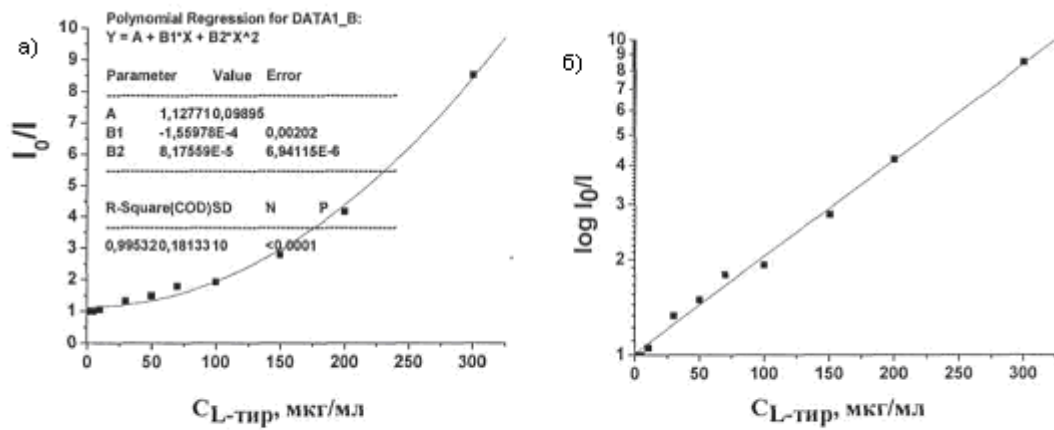 а)
Polynomial Regression for DATA1_B:
Y = A + B1*X + B2*X^2
Parameter Value Error
A 1,12771 0,09895
B1 -1,55978E-4 0,00202
B2 8,17559E-5 6,94115E-6
R-Square(COD) SD N P
0,99532 0,18133 10 <0.0001
I0/I
10
9
8
7
6
5
4
3
2
1
0
0 50 100 150 200 250 300
CL-тир, мкг/мл
б)
log I0/I
10
9
8
7
6
5
4
3
2
1
0 50 100 150 200 250 300
CL-тир, мкг/мл